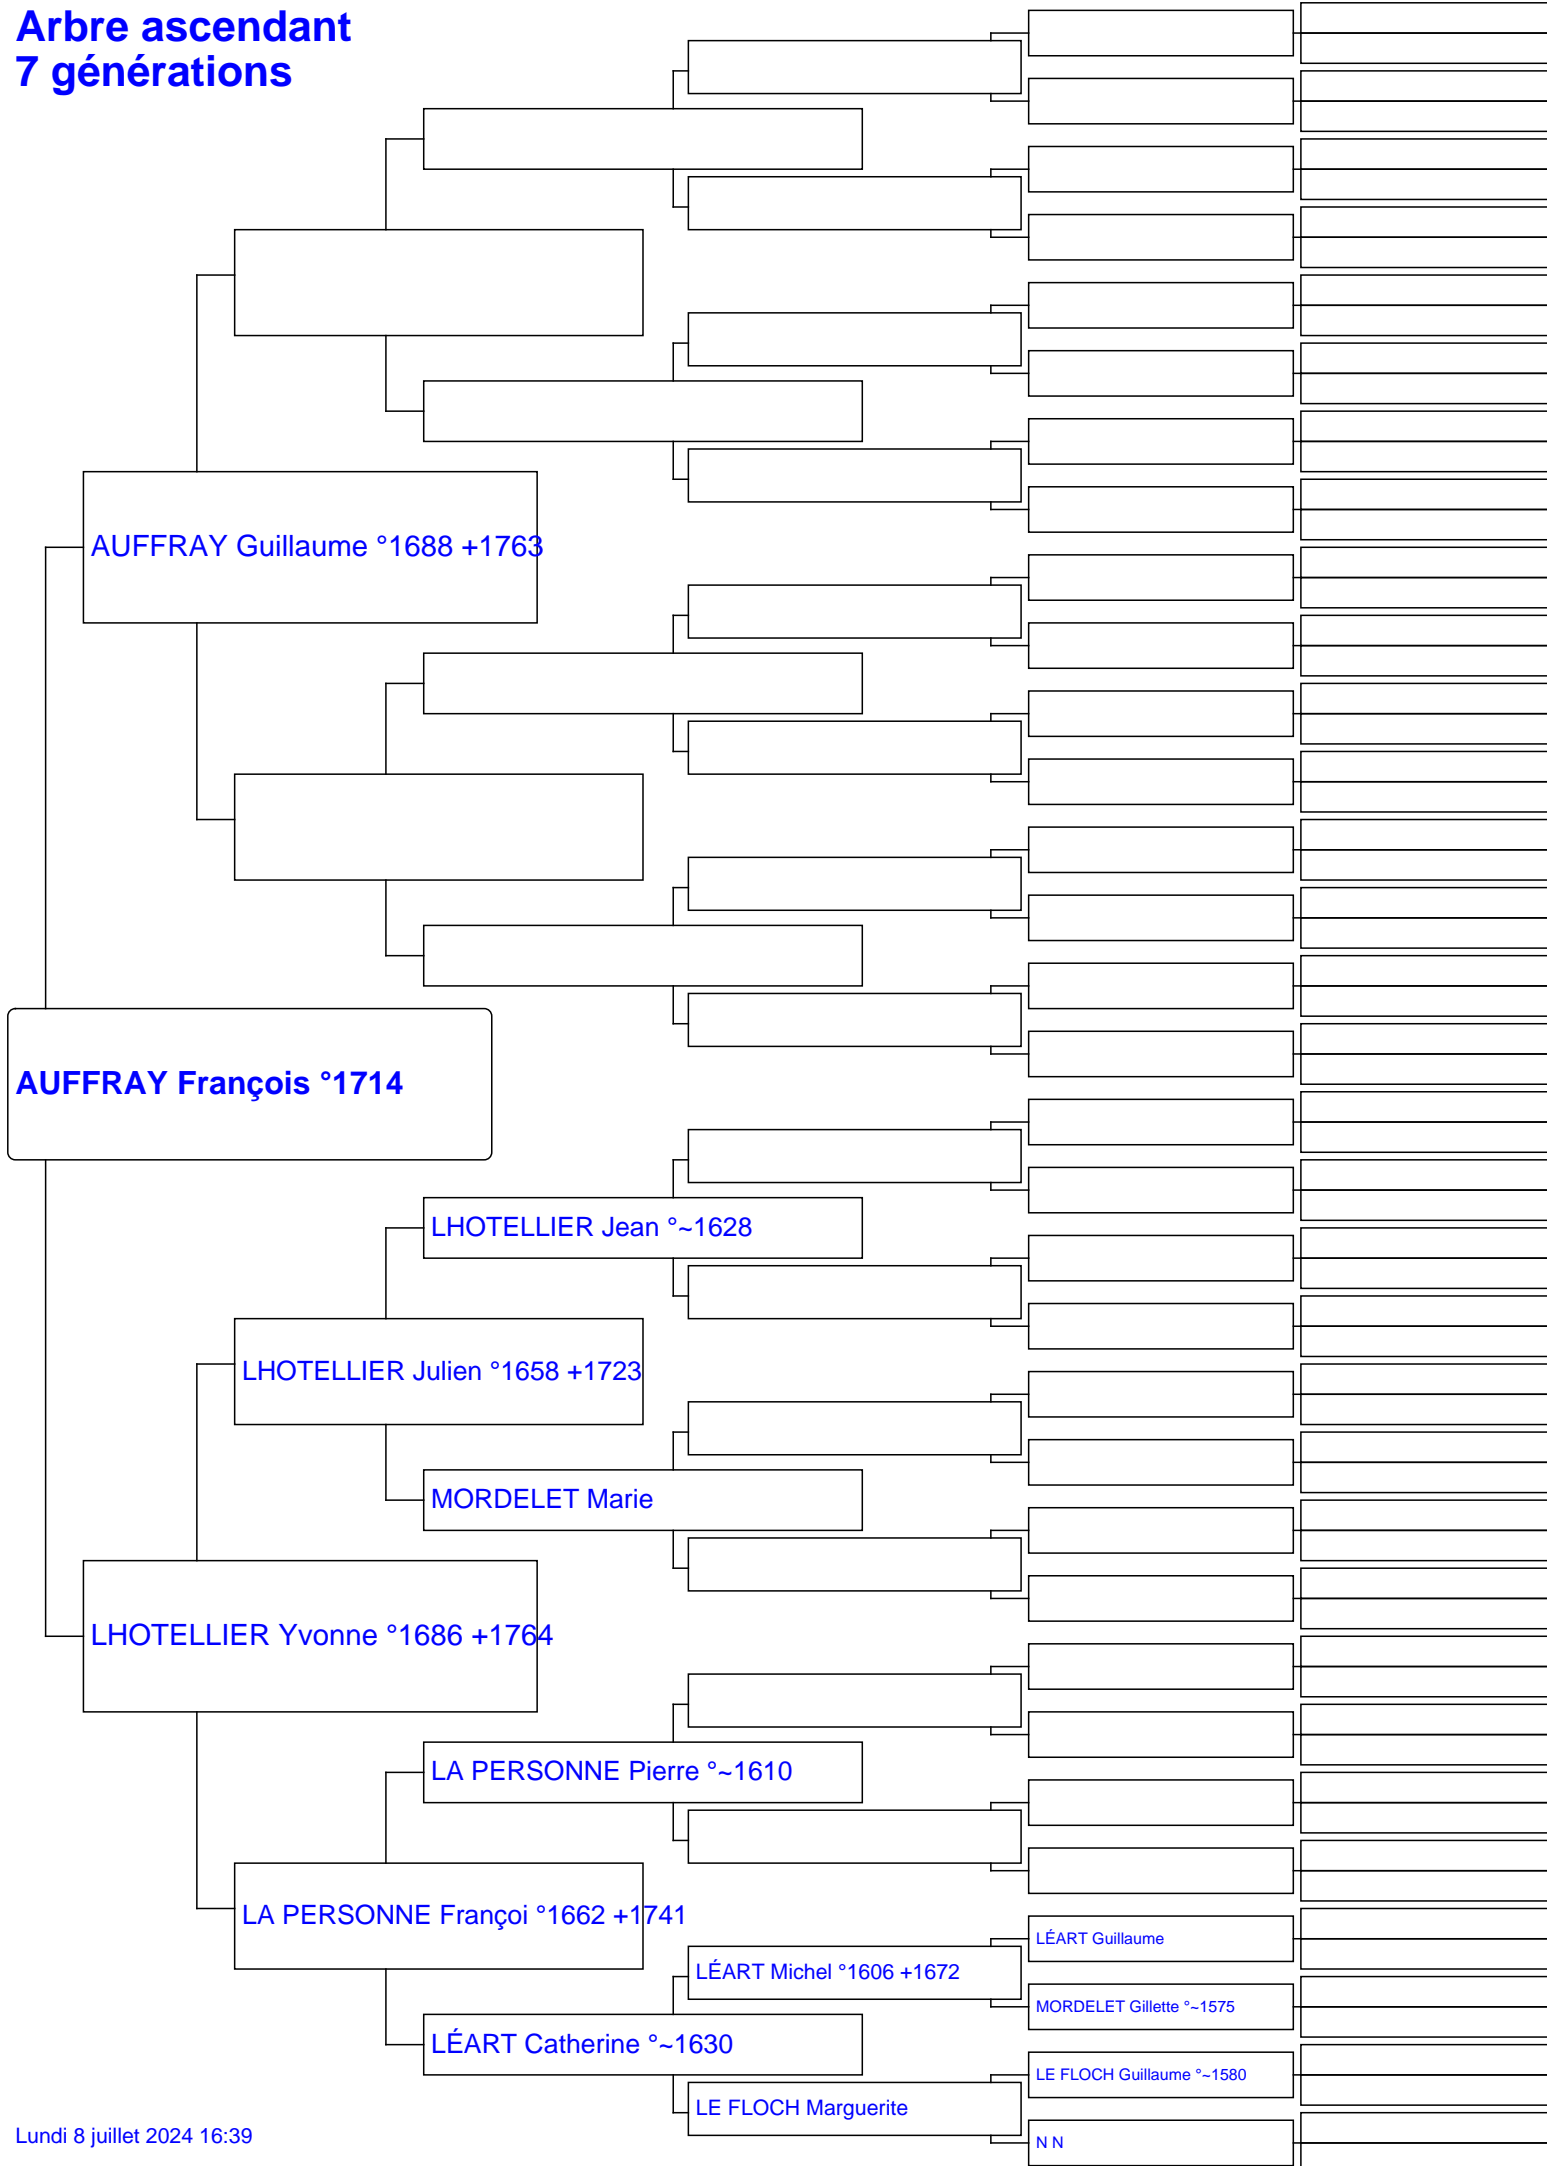 Arbre ascendant
7 générations
AUFFRAY Guillaume °1688 +1763
AUFFRAY François °1714
LHOTELLIER Jean °~1628
LHOTELLIER Julien °1658 +1723
MORDELET Marie
LHOTELLIER Yvonne °1686 +1764
LA PERSONNE Pierre °~1610
LA PERSONNE Françoi °1662 +1741
LÉART Guillaume
LÉART Michel °1606 +1672
MORDELET Gillette °~1575
LÉART Catherine °~1630
LE FLOCH Guillaume °~1580
LE FLOCH Marguerite
N N
Lundi 8 juillet 2024 16:39